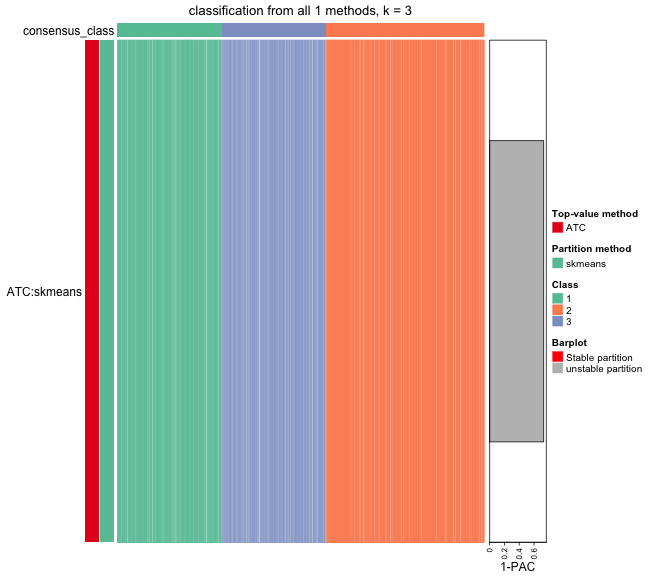 classification from all 1 methods, k = 3
consensus_class
ATC:skmeans
Top-value method
ATC
Partition method
skmeans
Class
1
2
3
Barplot
Stable partition
unstable partition
0
0.2
0.4
0.6
1-PAC